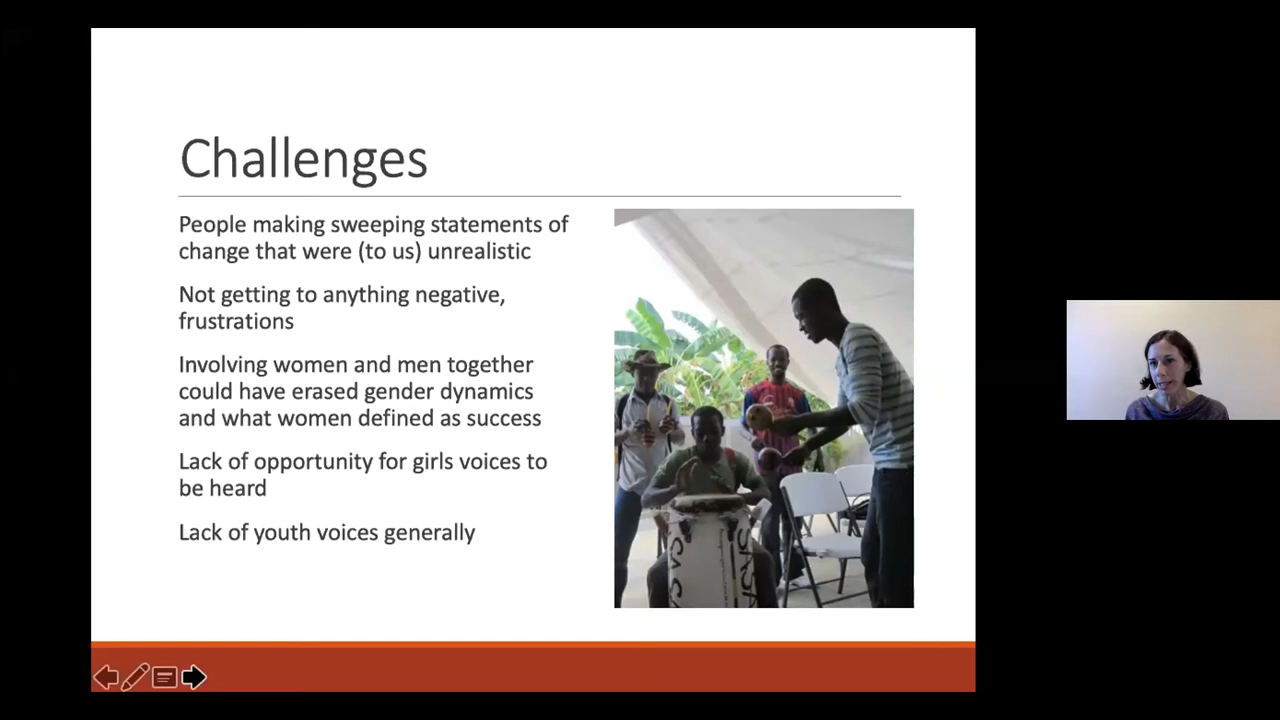 Challenges
People making sweeping statements of
change that were (to us) unrealistic
Not getting to anything negative,
frustrations
Involving women and men together
could have erased gender dynamics
and what women defined as success
Lack of opportunity for girls voices to
be heard
Lack of youth voices generally
SASA
SASA